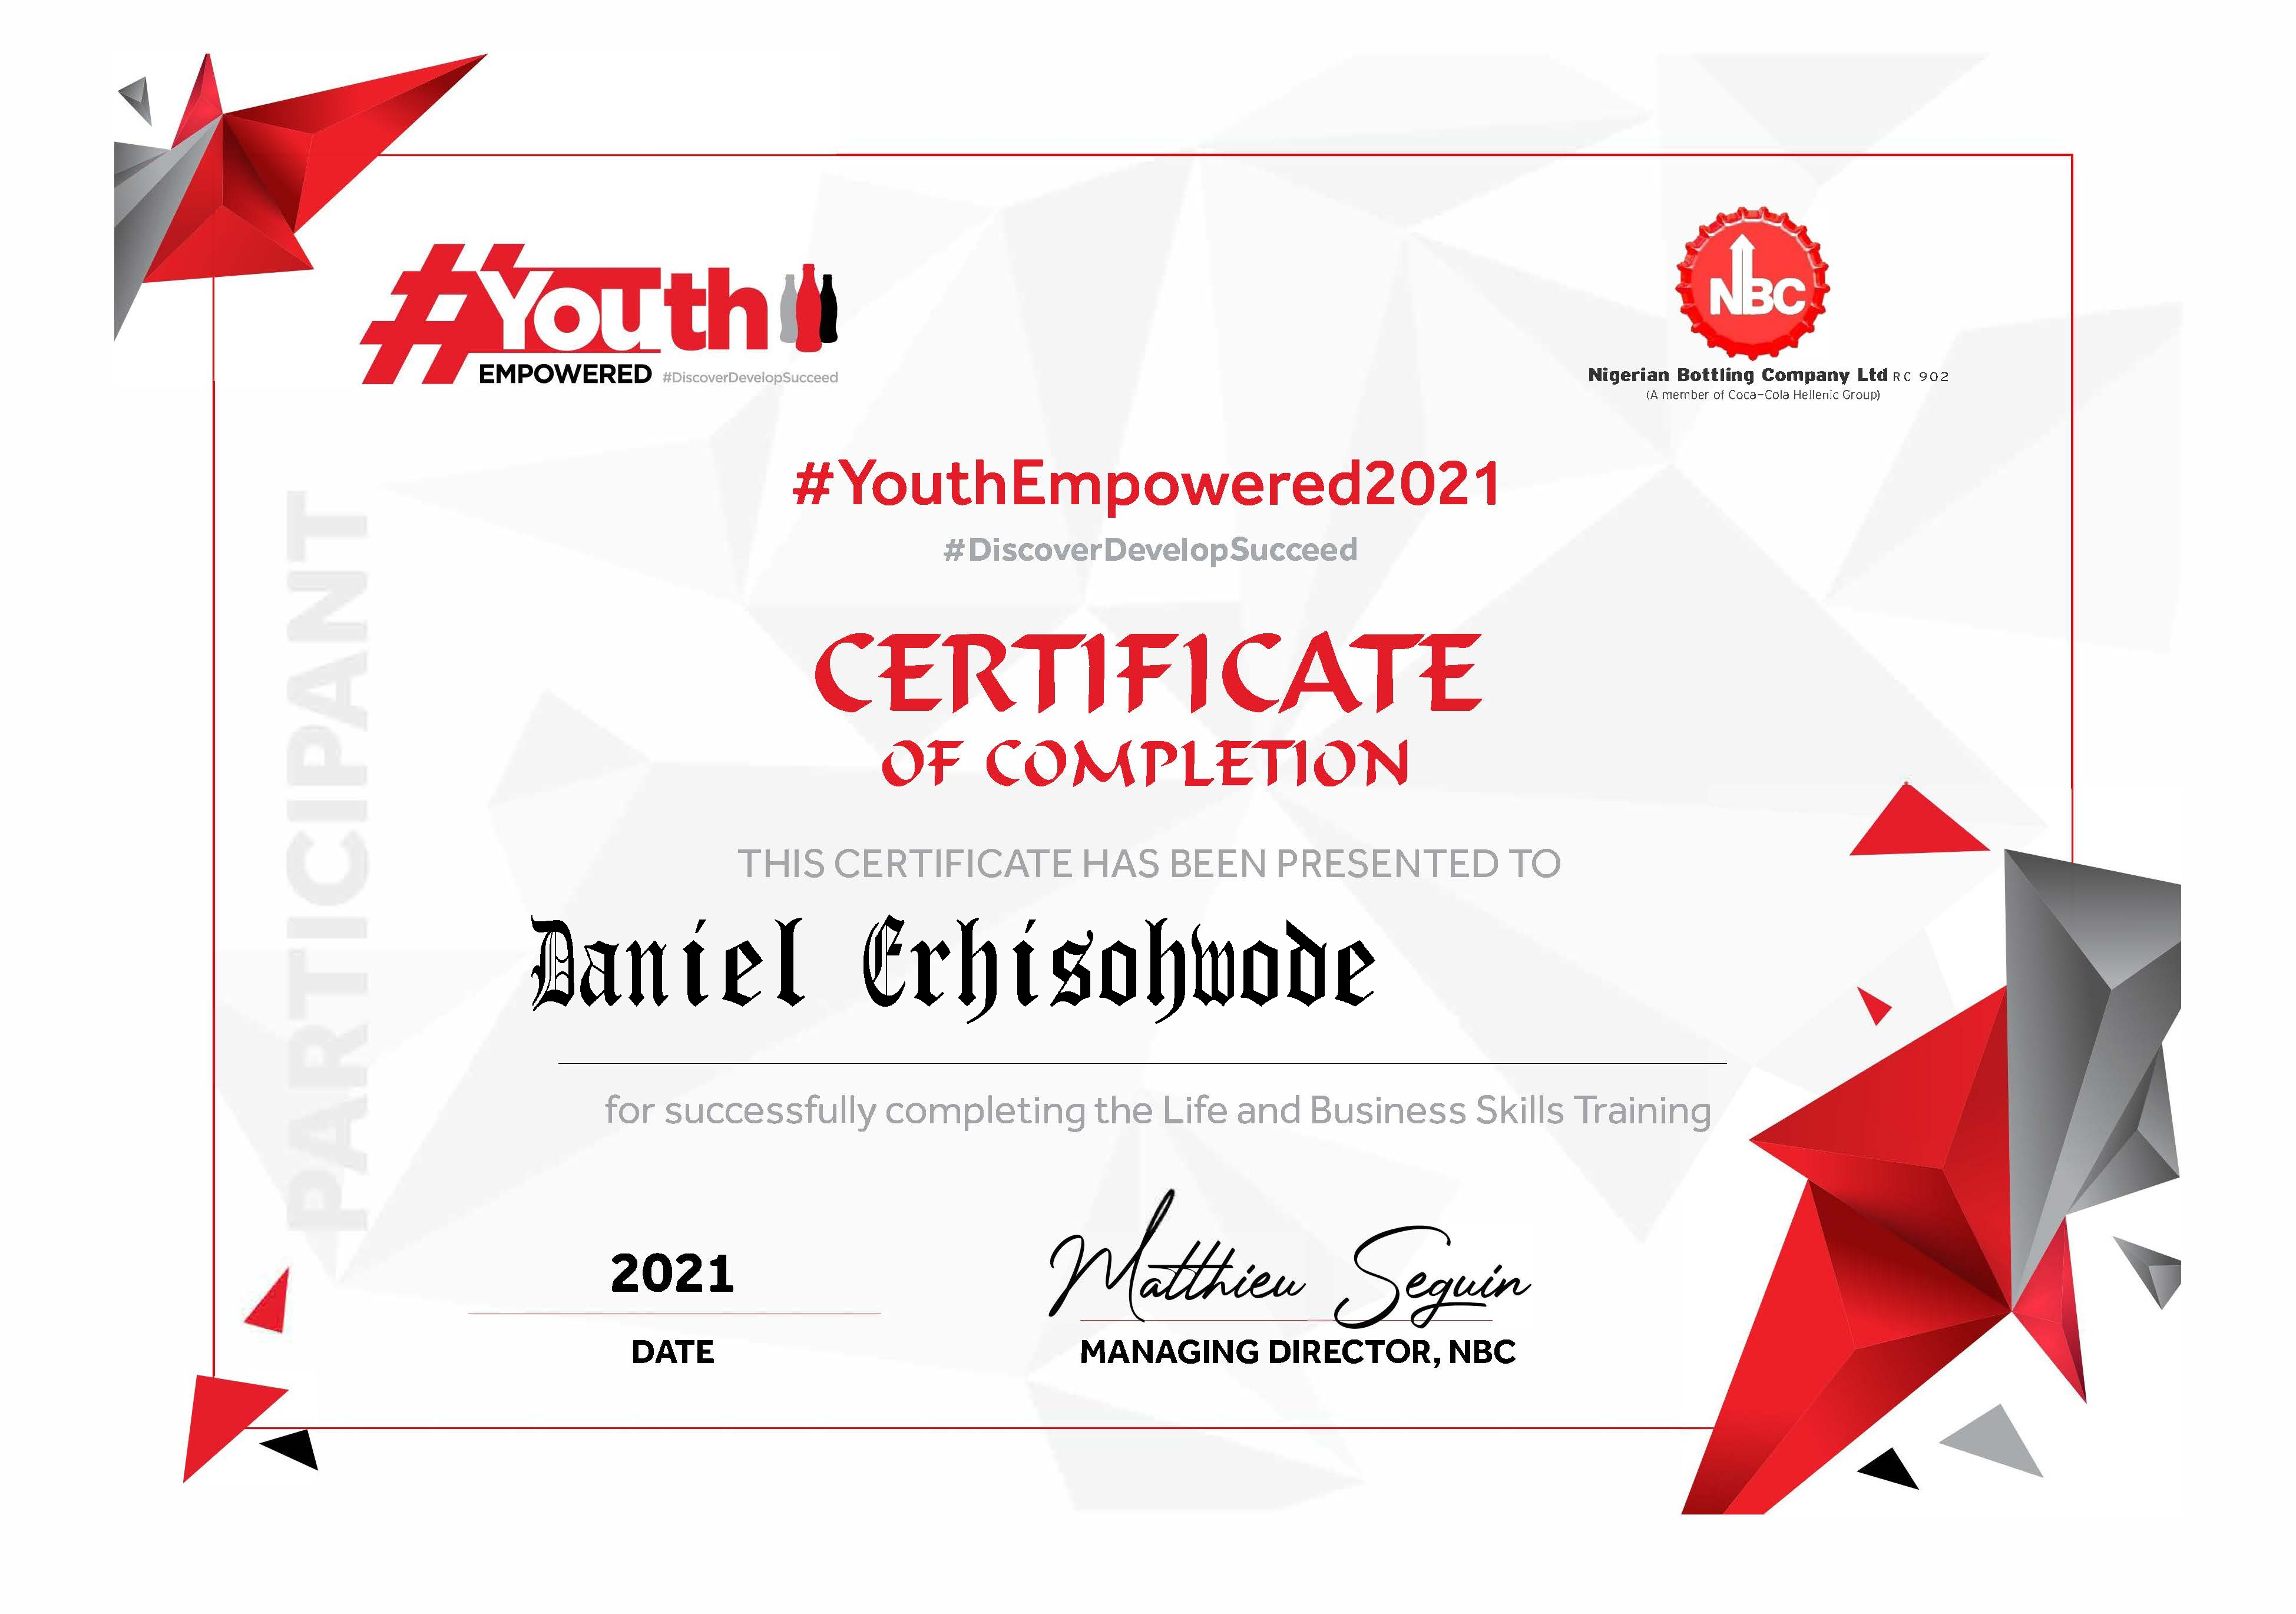 #Youth
EMPOWERED #DiscoverDevelopSucceed
NBC
Nigerian Bottling Company Ltd RC 902
(A member of Coca-Cola Hellenic Group)
#YouthEmpowered2021
#DiscoverDevelopSucceed
CERTIFICATE
OF COMPLETION
THIS CERTIFICATE HAS BEEN PRESENTED TO
Daniel Erhisohwode
for successfully completing the Life and Business Skills Training
PARTICIPANT
2021
DATE
Matthieu Seguin
MANAGING DIRECTOR, NBC